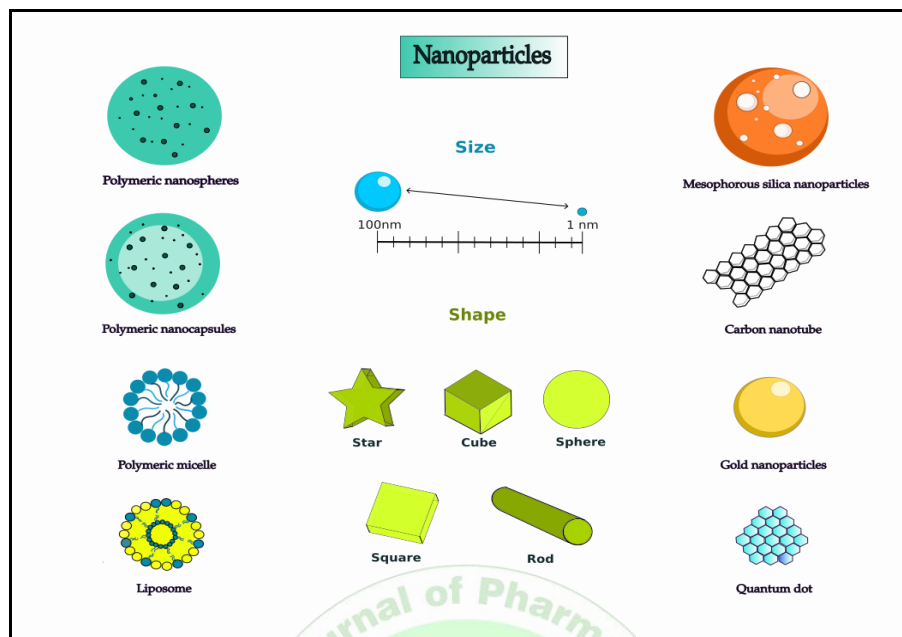 Nanoparticles
Polymeric nanospheres
Polymeric nanocapsules
Polymeric micelle
Liposome
Size
100nm
1 nm
Shape
Star
Cube
Sphere
Square
Rod
Mesophorous silica nanoparticles
Carbon nanotube
Gold nanoparticles
Quantum dot
urnal of Pharm